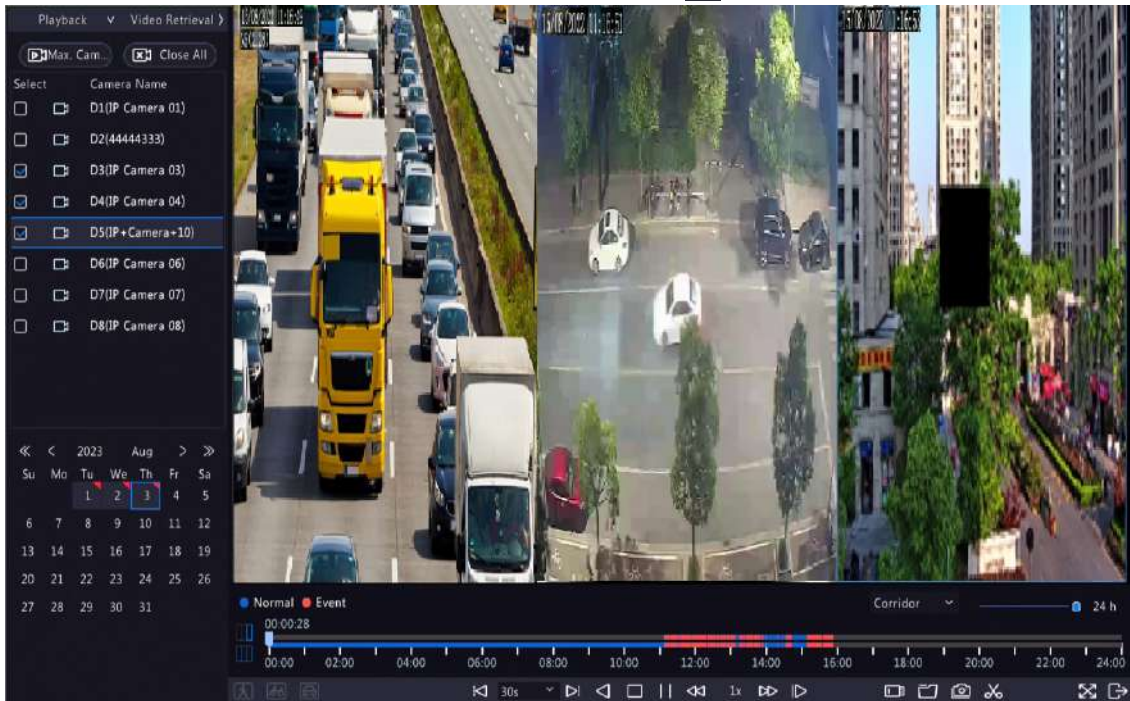 Playback Video Retrieval
Max. Cam.. Close All
Select Camera Name
D1(IP Camera 01)
D2(44444333)
D3(IP Camera 03)
D4(IP Camera 04)
D5(IP+Camera+10)
D6(IP Camera 06)
D7(IP Camera 07)
D8(IP Camera 08)
2023 Aug
Su Mo Tu We Th Fr Sa
1 2 3 4 5
6 7 8 9 10 11 12
13 14 15 16 17 18 19
20 21 22 23 24 25 26
27 28 29 30 31
Normal Event
Corridor 24 h
00:00:28
00:00 02:00 04:00 06:00 08:00 10:00 12:00 14:00 16:00 18:00 20:00 22:00 24:00
30s 1x